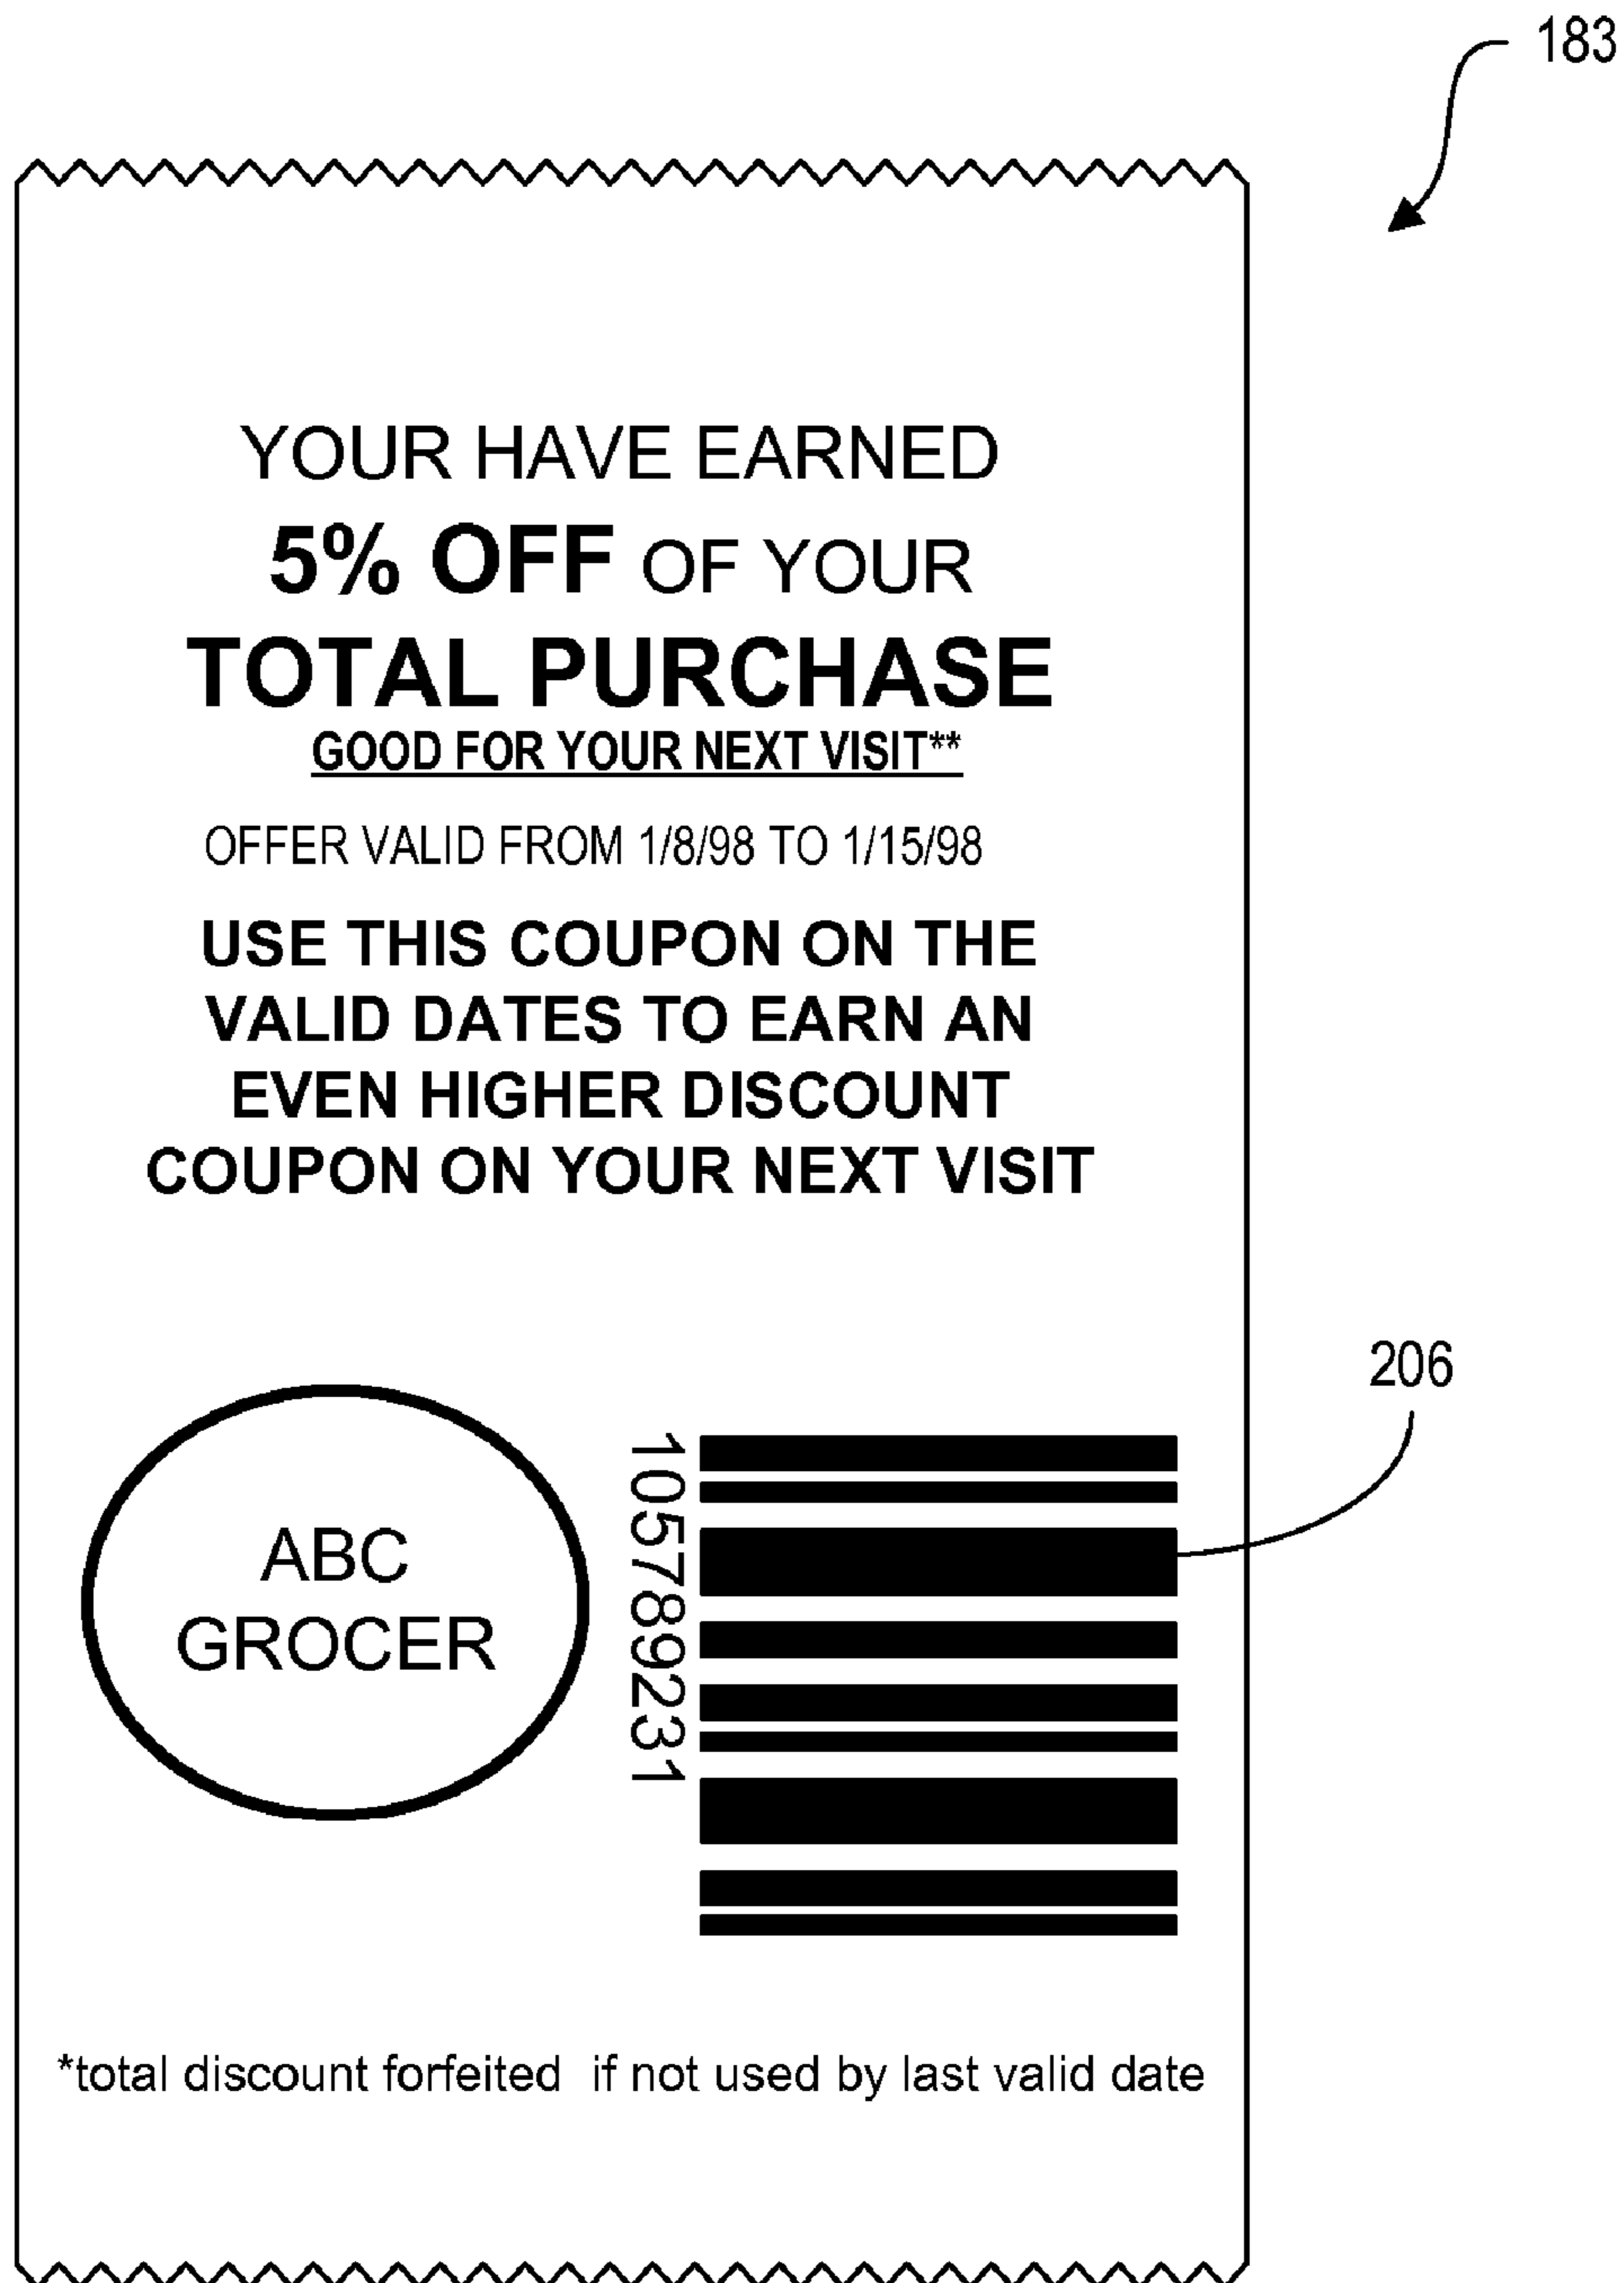 183
YOUR HAVE EARNED
5% OFF OF YOUR
TOTAL PURCHASE
GOOD FOR YOUR NEXT VISIT**
OFFER VALID FROM 1/8/98 TO 1/15/98
USE THIS COUPON ON THE
VALID DATES TO EARN AN
EVEN HIGHER DISCOUNT
COUPON ON YOUR NEXT VISIT
206
ABC
GROCER
105789231
*total discount forfeited if not used by last valid date